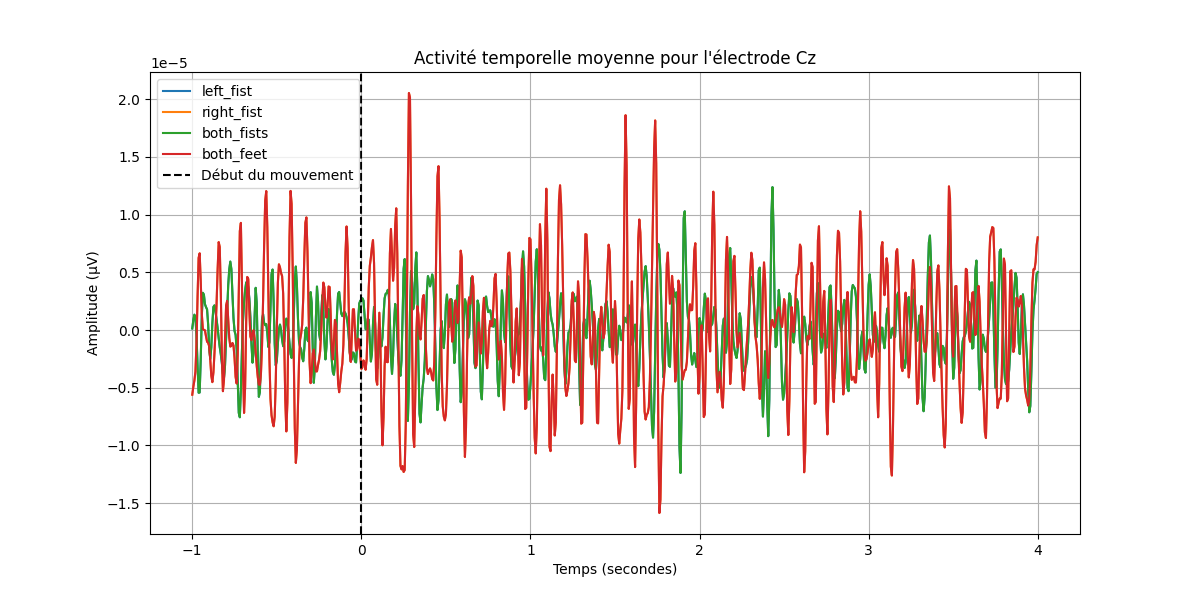 Activité temporelle moyenne pour l'électrode Cz
1e−5
left_fist
right_fist
both_fists
both_feet
Début du mouvement
2.0
1.5
1.0
0.5
0.0
−0.5
−1.0
−1.5
Amplitude (µV)
−1
0
1
2
3
4
Temps (secondes)